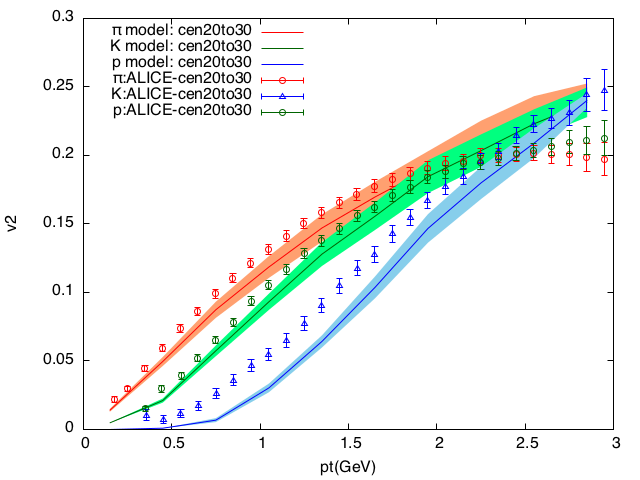 π model: cen20to30
K model: cen20to30
p model: cen20to30
π:ALICE-cen20to30
K:ALICE-cen20to30
p:ALICE-cen20to30
0.3
0.25
0.2
0.15
0.1
0.05
0
v2
0 0.5 1 1.5 2 2.5 3
pt(GeV)